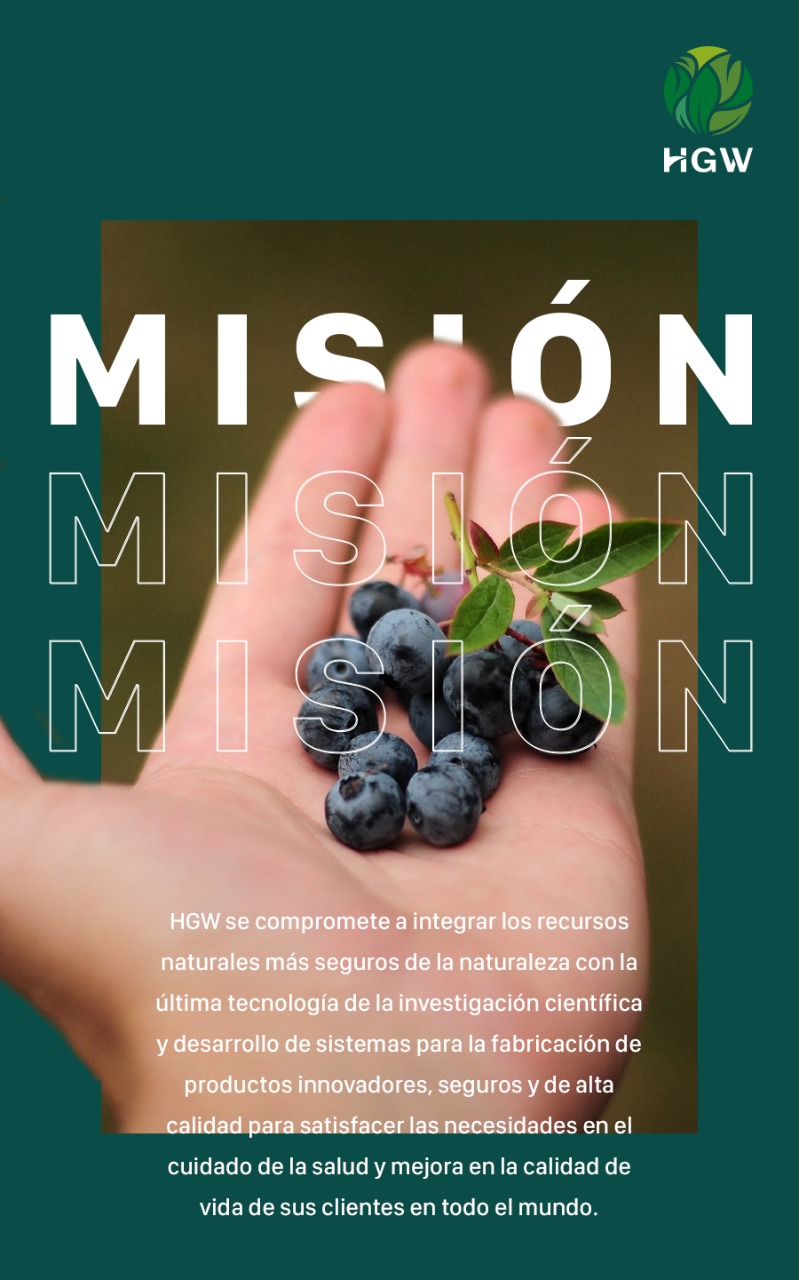 HGW
MISIÓN
MISIÓN
MISIÓN
HGW se compromete a integrar los recursos
naturales más seguros de la naturaleza con la
última tecnología de la investigación científica
y desarrollo de sistemas para la fabricación de
productos innovadores, seguros y de alta
calidad para satisfacer las necesidades en el
cuidado de la salud y mejora en la calidad de
vida de sus clientes en todo el mundo.